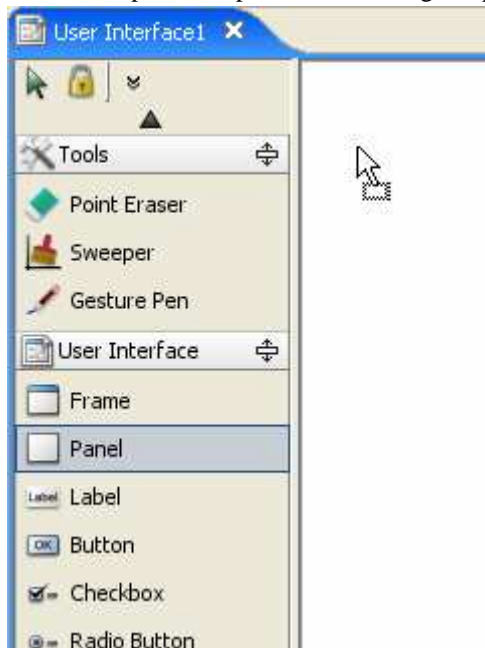 User Interface1
Tools
Point Eraser
Sweeper
Gesture Pen
User Interface
Frame
Panel
Label Label
OK Button
Checkbox
Radio Button